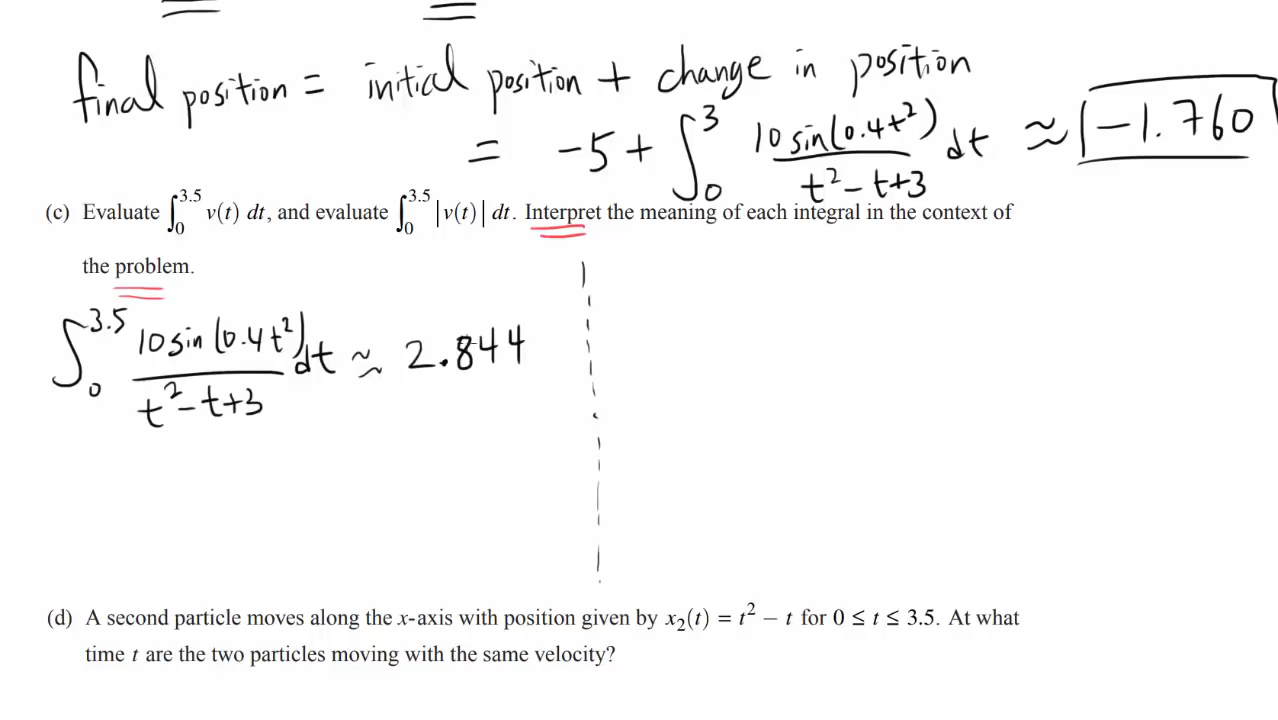 final position = initial position + change in position
= -5 + ∫₀³ 10sin(0.4t²)/(t²-t+3) dt ≈ -1.760
(c) Evaluate ∫₀^3.5 v(t) dt, and evaluate ∫₀^3.5 |v(t)| dt. Interpret the meaning of each integral in the context of
the problem.
∫₀^3.5 10sin(0.4t²)/(t²-t+3) dt ≈ 2.844
(d) A second particle moves along the x-axis with position given by x₂(t) = t² − t for 0 ≤ t ≤ 3.5. At what
time t are the two particles moving with the same velocity?